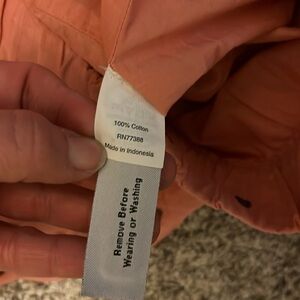 100% Cotton
RN77388
Made in Indonesia
Remove Before
Wearing or Washing